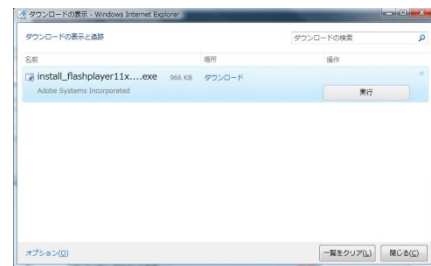 ダウンロードの表示 - Windows Internet Explorer
ダウンロードの表示と追跡
ダウンロードの検索
名前
場所
操作
install_flashplayer11x....exe
966 KB
ダウンロード
実行
Adobe Systems Incorporated
オプション(O)
一覧をクリア(L)
閉じる(C)